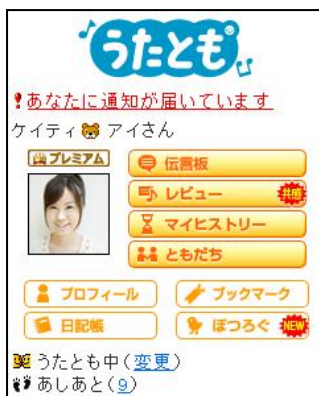 うたとも®
あなたに通知が届いています
ケイティ アイさん
プレミアム
伝言板
レビュー 共感
マイヒストリー
ともだち
プロフィール ブックマーク
日記帳 ぽつろぐ NEW
うたとも中(変更)
あしあと(9)